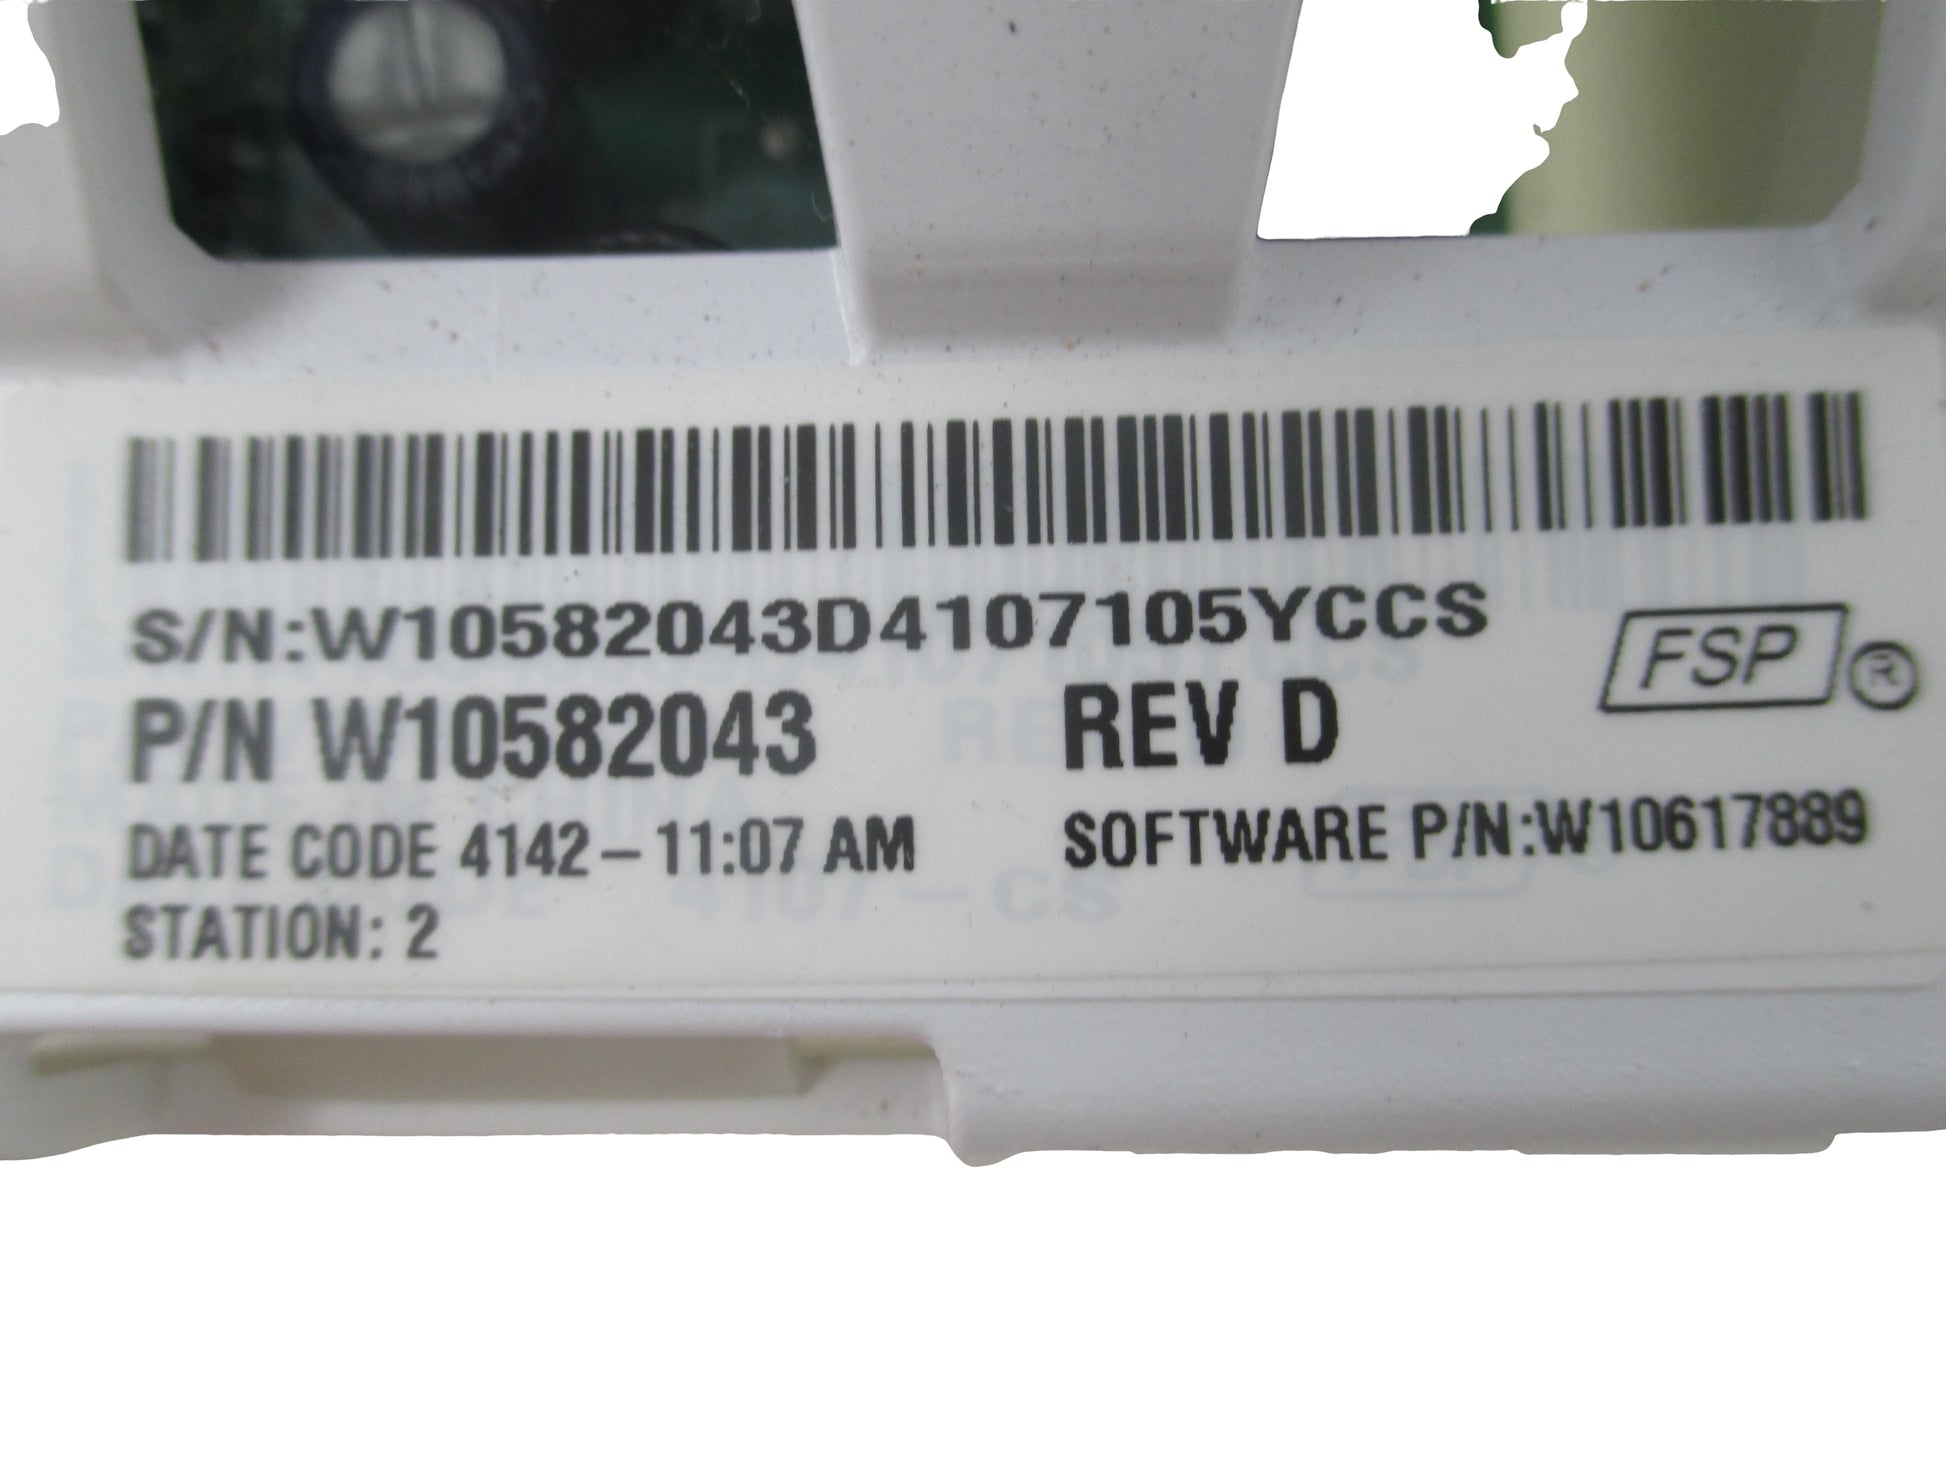 S/N:W10582043D4107105YCCS
P/N W10582043 REV D
FSP®
DATE CODE 4142-11:07 AM SOFTWARE P/N:W10617889
STATION: 2